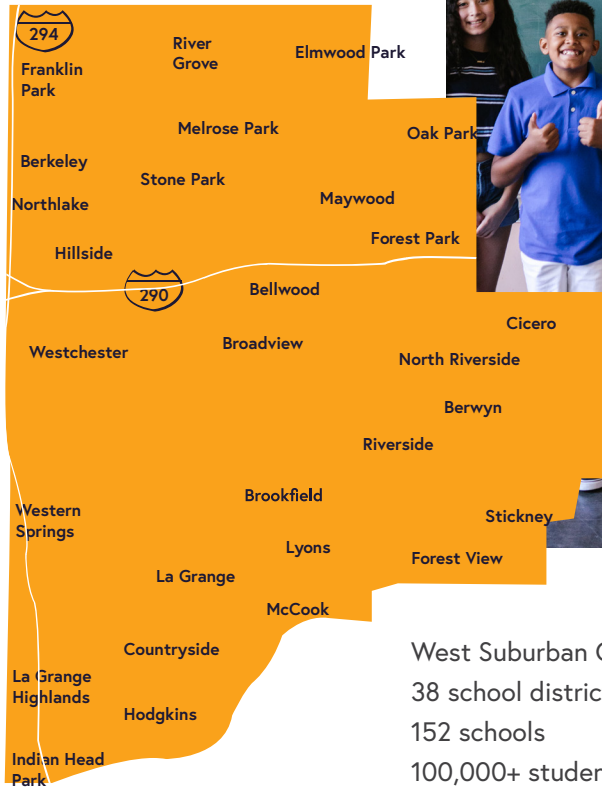 294
River
Grove
Elmwood Park
Franklin
Park
Melrose Park
Oak Park
Berkeley
Stone Park
Northlake
Maywood
Forest Park
Hillside
290
Bellwood
Cicero
Westchester
Broadview
North Riverside
Berwyn
Riverside
Brookfield
Western
Springs
Stickney
Lyons
Forest View
La Grange
McCook
Countryside
La Grange
Highlands
Hodgkins
Indian Head
Park
West Suburban C
38 school distric
152 schools
100,000+ studen